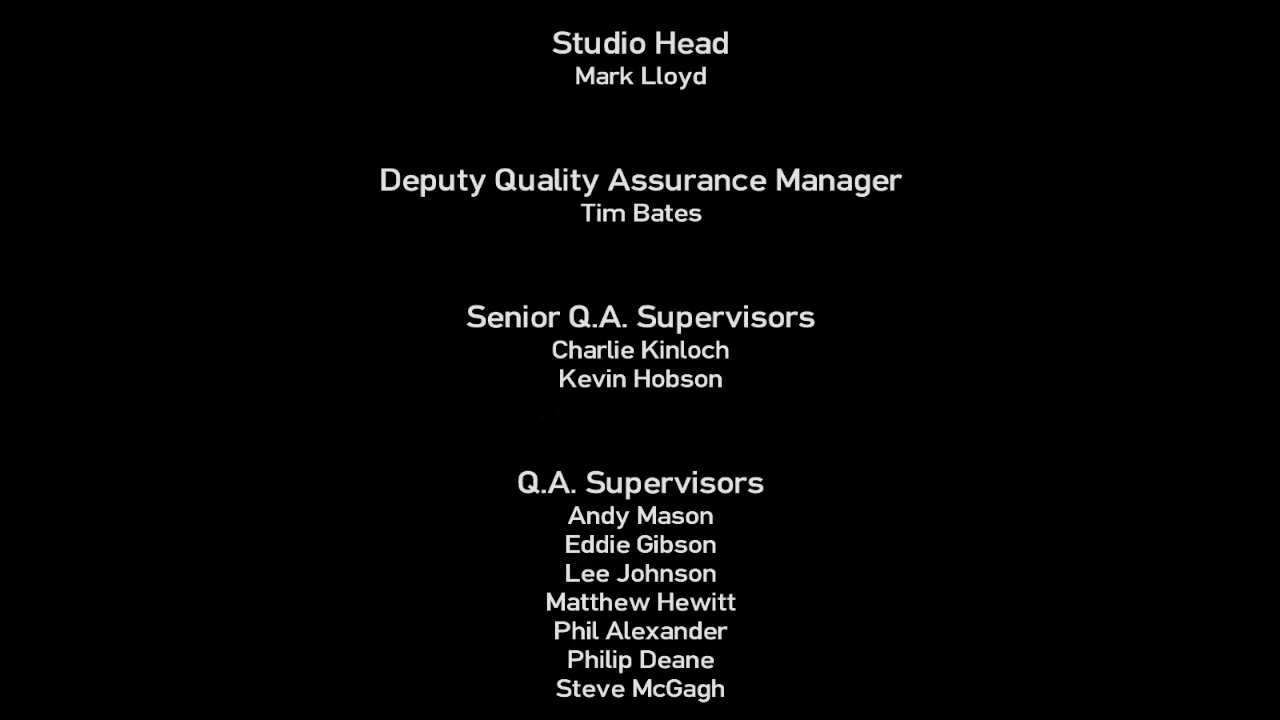 Studio Head
Mark Lloyd
Deputy Quality Assurance Manager
Tim Bates
Senior Q.A. Supervisors
Charlie Kinloch
Kevin Hobson
Q.A. Supervisors
Andy Mason
Eddie Gibson
Lee Johnson
Matthew Hewitt
Phil Alexander
Philip Deane
Steve McGagh